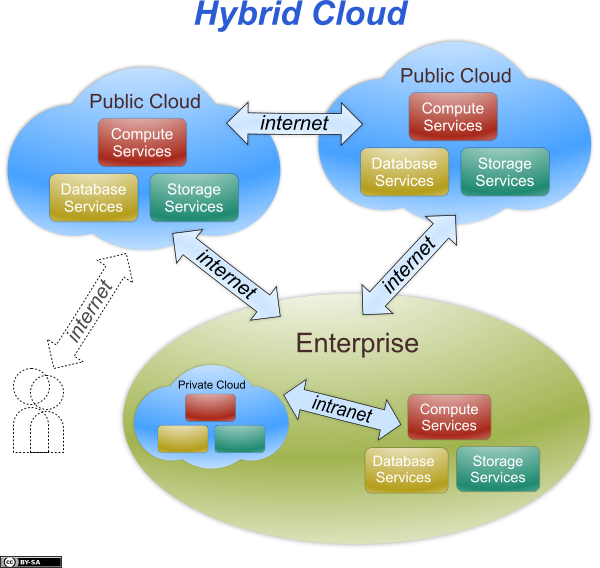 Hybrid Cloud
Public Cloud
Compute
Services
Database
Services
Storage
Services
internet
Public Cloud
Compute
Services
Database
Services
Storage
Services
internet
internet
internet
Enterprise
Private Cloud
intranet
Compute
Services
Database
Services
Storage
Services
cc BY-SA